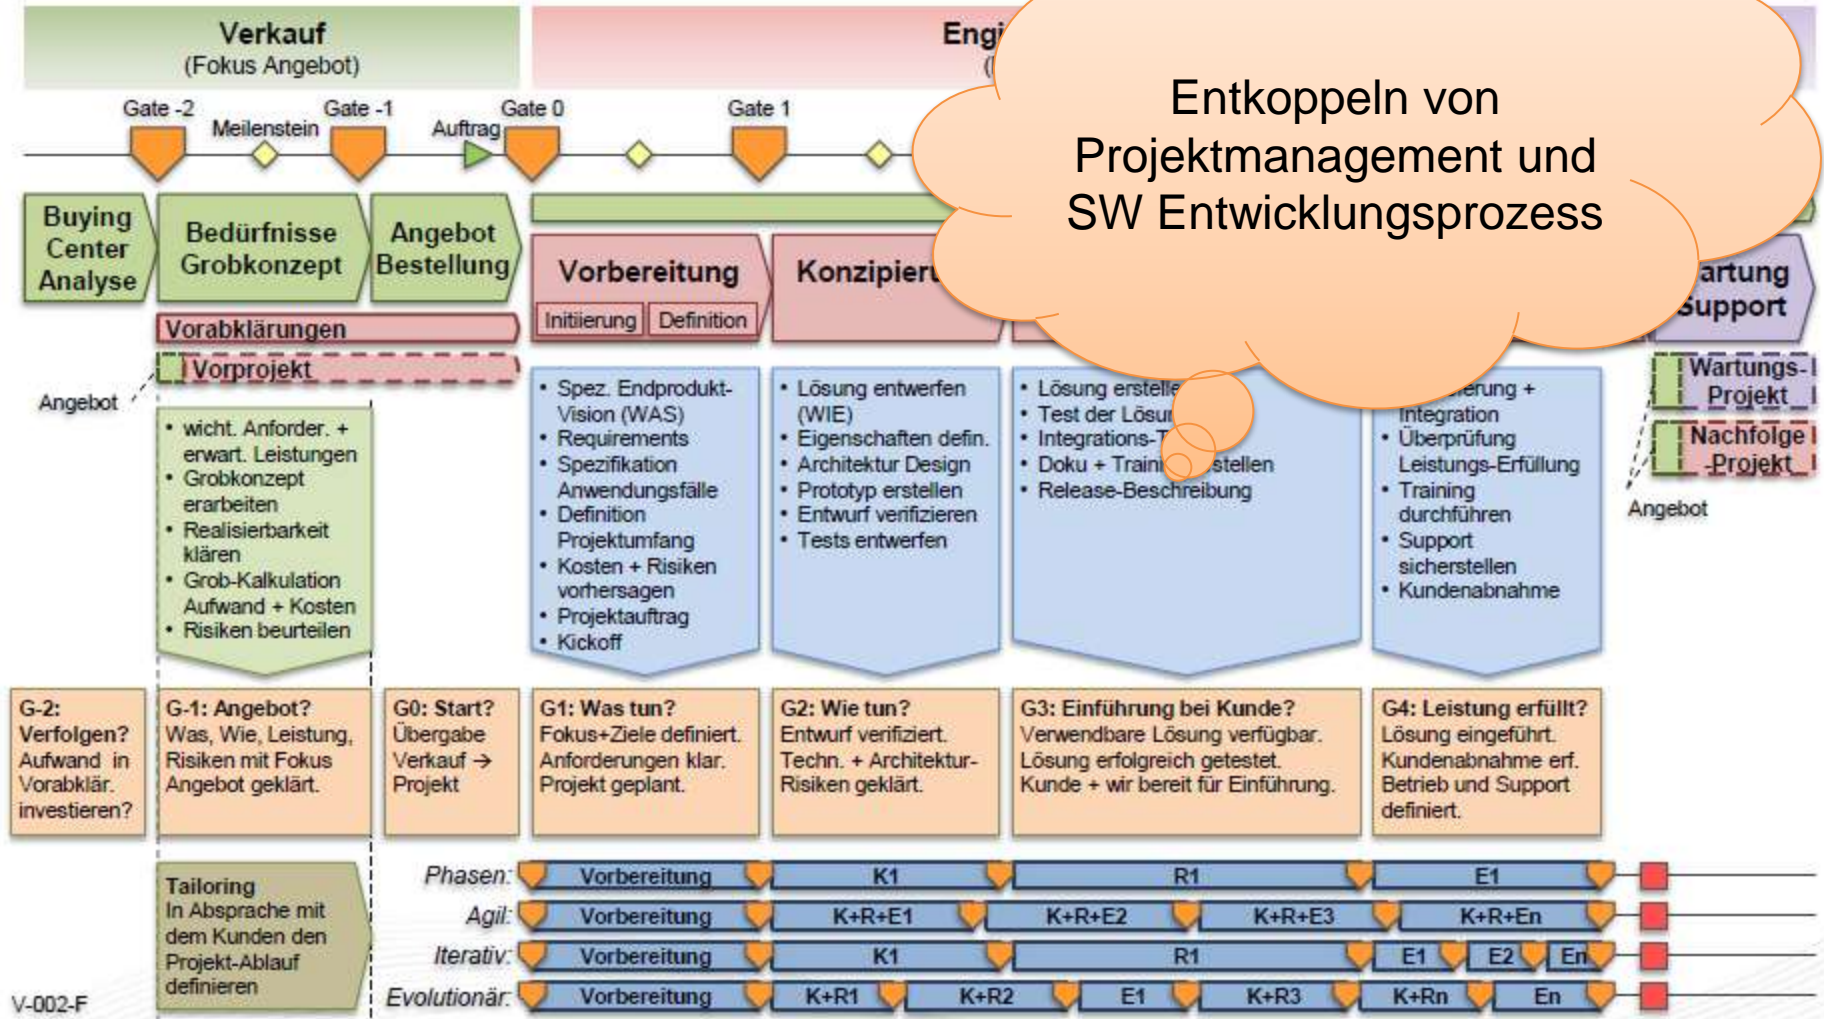 Verkauf
(Fokus Angebot)
Entkoppeln von
Projektmanagement und
SW Entwicklungsprozess
Gate -2
Meilenstein
Gate -1
Auftrag
Gate 0
Gate 1
Buying
Center
Analyse
Bedürfnisse
Grobkonzept
Angebot
Bestellung
Vorbereitung
Initiierung
Definition
Support
Vorabklärungen
Vorprojekt
Angebot
Wartungs-
Projekt
Nachfolge
-Projekt
Angebot
• wicht. Anforder. +
erwart. Leistungen
• Grobkonzept
erarbeiten
• Realisierbarkeit
klären
• Grob-Kalkulation
Aufwand + Kosten
• Risiken beurteilen
• Spez. Endprodukt-
Vision (WAS)
• Requirements
• Spezifikation
Anwendungsfälle
• Definition
Projektumfang
• Kosten + Risiken
vorhersagen
• Projektauftrag
• Kickoff
• Lösung entwerfen
(WIE)
• Eigenschaften defin.
• Architektur Design
• Prototyp erstellen
• Entwurf verifizieren
• Tests entwerfen
• Lösung
• Test der
• Doku +
• Release-Beschreibung
+
Integration
• Überprüfung
Leistungs-Erfüllung
• Training
durchführen
• Support
sicherstellen
• Kundenabnahme
G-2:
Verfolgen?
Aufwand in
Vorabklär.
investieren?
G-1: Angebot?
Was, Wie, Leistung,
Risiken mit Fokus
Angebot geklärt.
G0: Start?
Übergabe
Verkauf →
Projekt
G1: Was tun?
Fokus+Ziele definiert.
Anforderungen klar.
Projekt geplant.
G2: Wie tun?
Entwurf verifiziert.
Techn. + Architektur-
Risiken geklärt.
G3: Einführung bei Kunde?
Verwendbare Lösung verfügbar.
Lösung erfolgreich getestet.
Kunde + wir bereit für Einführung.
G4: Leistung erfüllt?
Lösung eingeführt.
Kundenabnahme erf.
Betrieb und Support
definiert.
Tailoring
In Absprache mit
dem Kunden den
Projekt-Ablauf
definieren
Phasen: Vorbereitung K1 R1 E1
Agil: Vorbereitung K+R+E1 K+R+E2 K+R+E3 K+R+En
Iterativ: Vorbereitung K1 R1 E1 E2 En
Evolutionär: Vorbereitung K+R1 K+R2 E1 K+R3 K+Rn En
V-002-F